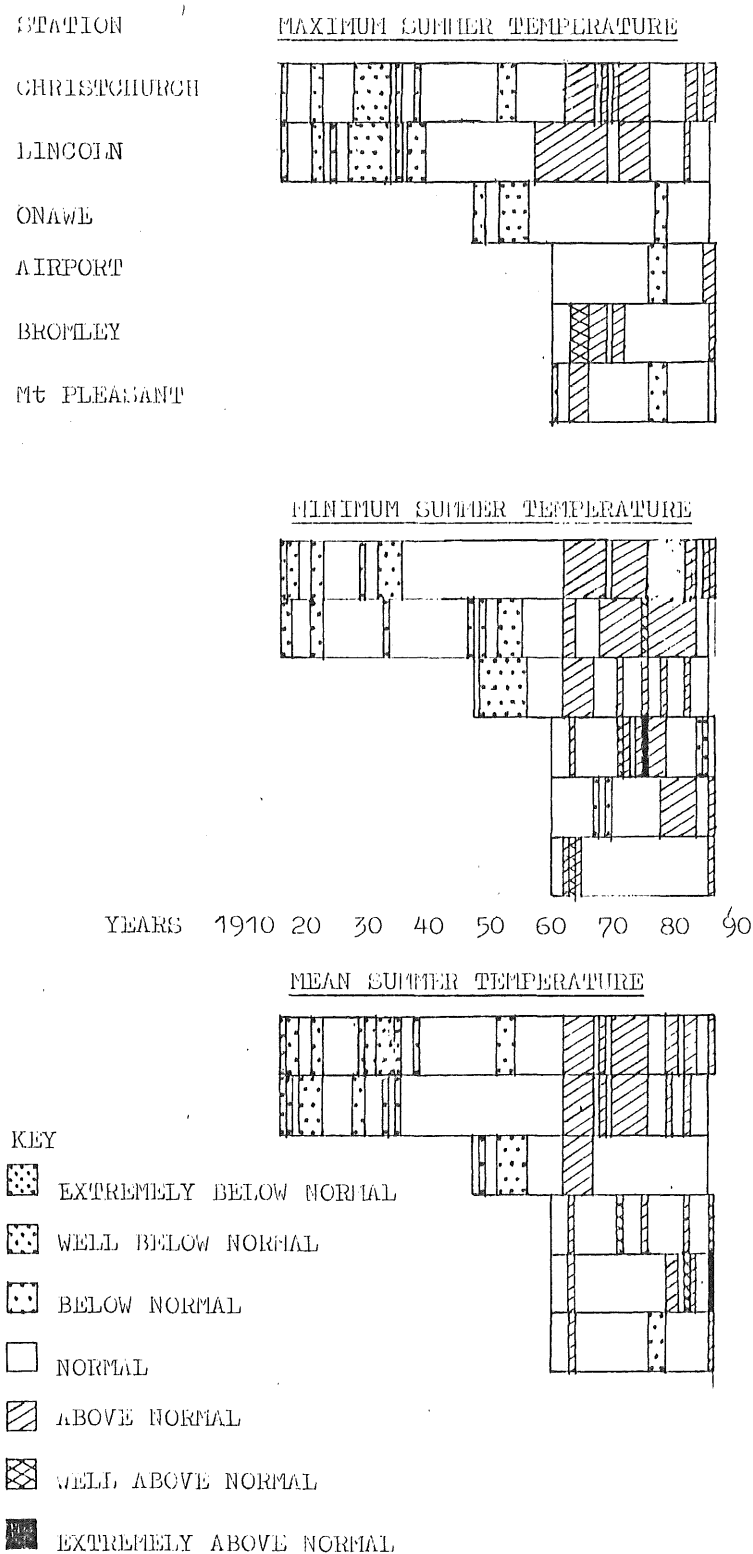 STATION MAXIMUM SUMMER TEMPERATURE
CHRISTCHURCH
LINCOLN
ONAWE
AIRPORT
BROMLEY
Mt PLEASANT
MINIMUM SUMMER TEMPERATURE
YEARS 1910 20 30 40 50 60 70 80 90
MEAN SUMMER TEMPERATURE
KEY
EXTREMELY BELOW NORMAL
WELL BELOW NORMAL
BELOW NORMAL
NORMAL
ABOVE NORMAL
WELL ABOVE NORMAL
EXTREMELY ABOVE NORMAL